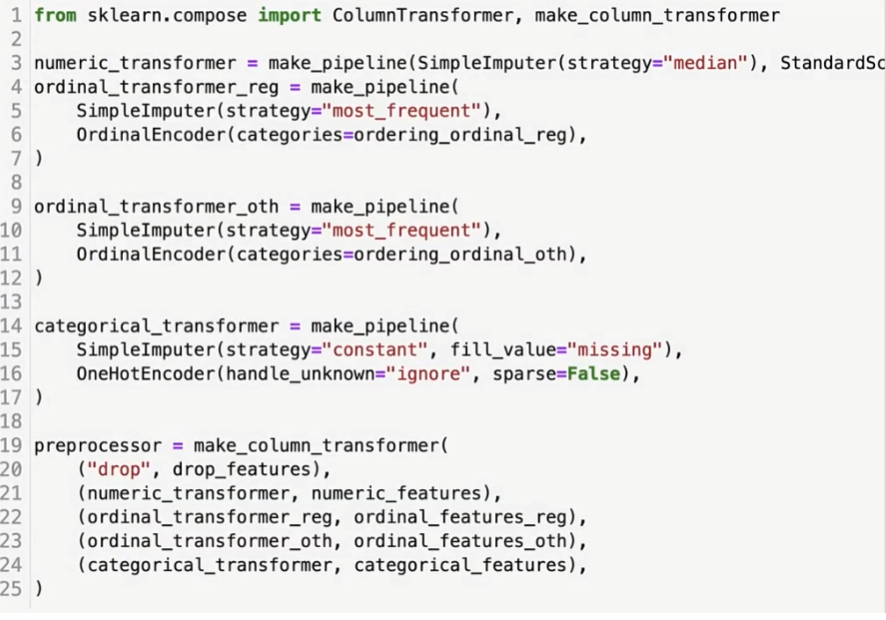 1 from sklearn.compose import ColumnTransformer, make_column_transformer
2
3 numeric_transformer = make_pipeline(SimpleImputer(strategy="median"), StandardSc
4 ordinal_transformer_reg = make_pipeline(
5     SimpleImputer(strategy="most_frequent"),
6     OrdinalEncoder(categories=ordering_ordinal_reg),
7 )
8
9 ordinal_transformer_oth = make_pipeline(
10     SimpleImputer(strategy="most_frequent"),
11     OrdinalEncoder(categories=ordering_ordinal_oth),
12 )
13
14 categorical_transformer = make_pipeline(
15     SimpleImputer(strategy="constant", fill_value="missing"),
16     OneHotEncoder(handle_unknown="ignore", sparse=False),
17 )
18
19 preprocessor = make_column_transformer(
20     ("drop", drop_features),
21     (numeric_transformer, numeric_features),
22     (ordinal_transformer_reg, ordinal_features_reg),
23     (ordinal_transformer_oth, ordinal_features_oth),
24     (categorical_transformer, categorical_features),
25 )